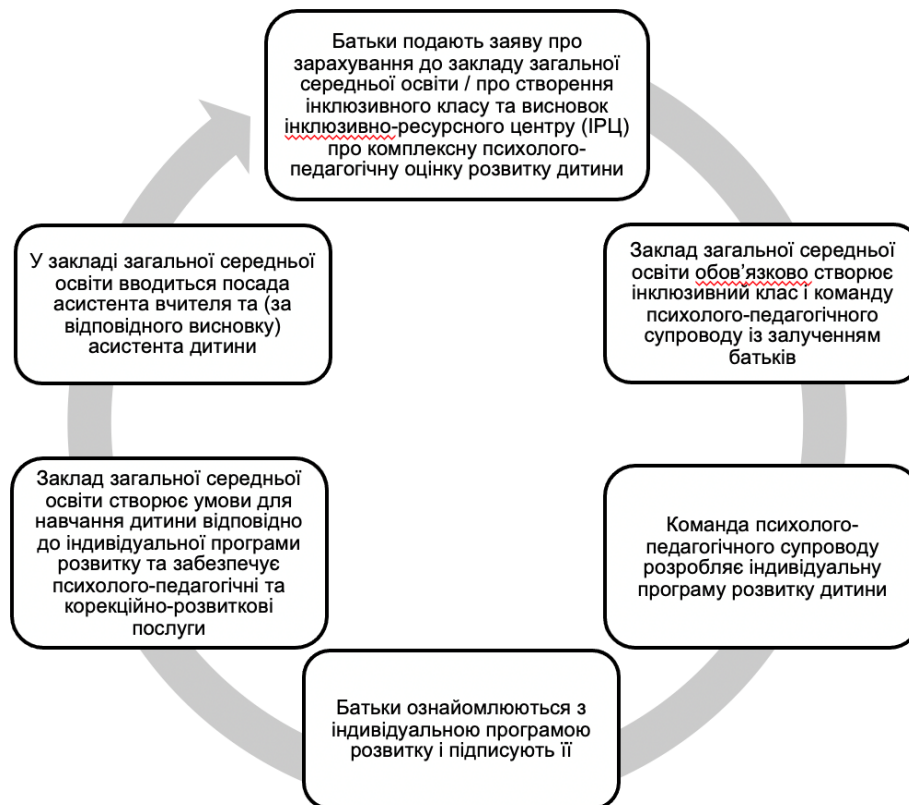 Батьки подають заяву про
зарахування до закладу загальної
середньої освіти / про створення
інклюзивного класу та висновок
інклюзивно-ресурсного центру (ІРЦ)
про комплексну психолого-
педагогічну оцінку розвитку дитини
Заклад загальної середньої
освіти обов’язково створює
інклюзивний клас і команду
психолого-педагогічного
супроводу із залученням
батьків
Команда психолого-
педагогічного супроводу
розробляє індивідуальну
програму розвитку дитини
Батьки ознайомлюються з
індивідуальною програмою
розвитку і підписують її
Заклад загальної середньої
освіти створює умови для
навчання дитини відповідно
до індивідуальної програми
розвитку та забезпечує
психолого-педагогічні та
корекційно-розвиткові
послуги
У закладі загальної середньої
освіти вводиться посада
асистента вчителя та (за
відповідного висновку)
асистента дитини